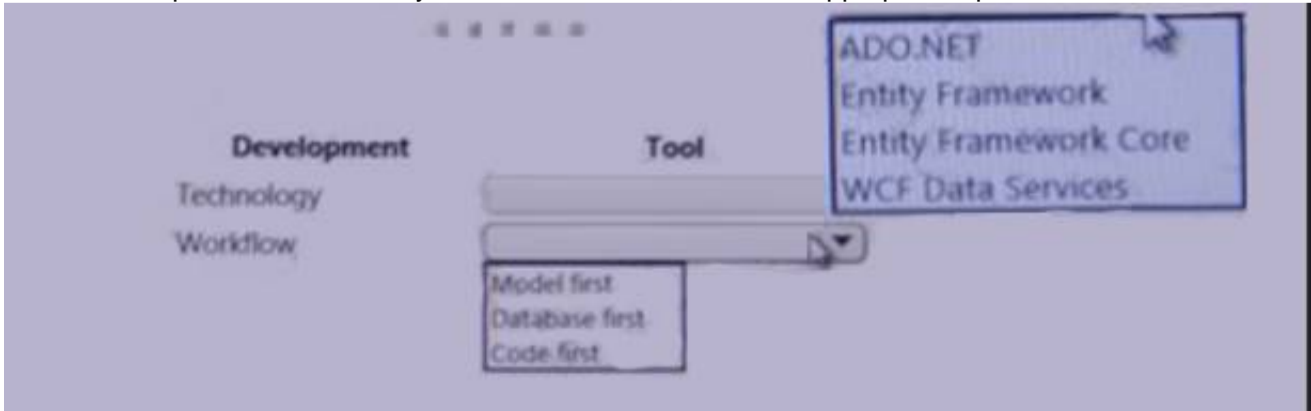 ADO.NET
Entity Framework
Development Tool Entity Framework Core
Technology WCF Data Services
Workflow
Model first
Database first
Code first